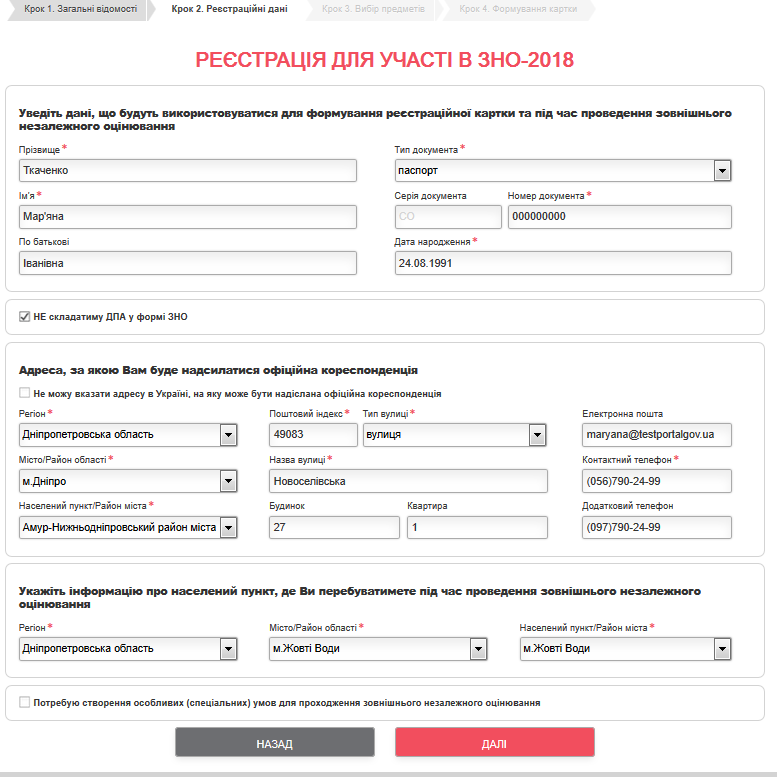 Крок 1. Загальні відомості Крок 2. Реєстраційні дані Крок 3. Вибір предметів Крок 4. Формування картки
РЕЄСТРАЦІЯ ДЛЯ УЧАСТІ В ЗНО-2018
Уведіть дані, що будуть використовуватися для формування реєстраційної картки та під час проведення зовнішнього
незалежного оцінювання
Прізвище * Тип документа *
Ткаченко паспорт
Ім'я * Серія документа Номер документа *
Мар'яна СО 000000000
По батькові Дата народження *
Іванівна 24.08.1991
НЕ складатиму ДПА у формі ЗНО
Адреса, за якою Вам буде надсилатися офіційна кореспонденція
Не можу вказати адресу в Україні, на яку може бути надіслана офіційна кореспонденція
Регіон * Поштовий індекс * Тип вулиці * Електронна пошта
Дніпропетровська область 49083 вулиця maryana@testportalgov.ua
Місто/Район області * Назва вулиці * Контактний телефон *
м.Дніпро Новоселівська (056)790-24-99
Населений пункт/Район міста * Будинок Квартира Додатковий телефон
Амур-Нижньодніпровський район міста 27 1 (097)790-24-99
Укажіть інформацію про населений пункт, де Ви перебуватимете під час проведення зовнішнього незалежного
оцінювання
Регіон * Місто/Район області * Населений пункт/Район міста *
Дніпропетровська область м.Жовті Води м.Жовті Води
Потребую створення особливих (спеціальних) умов для проходження зовнішнього незалежного оцінювання
НАЗАД ДАЛІ